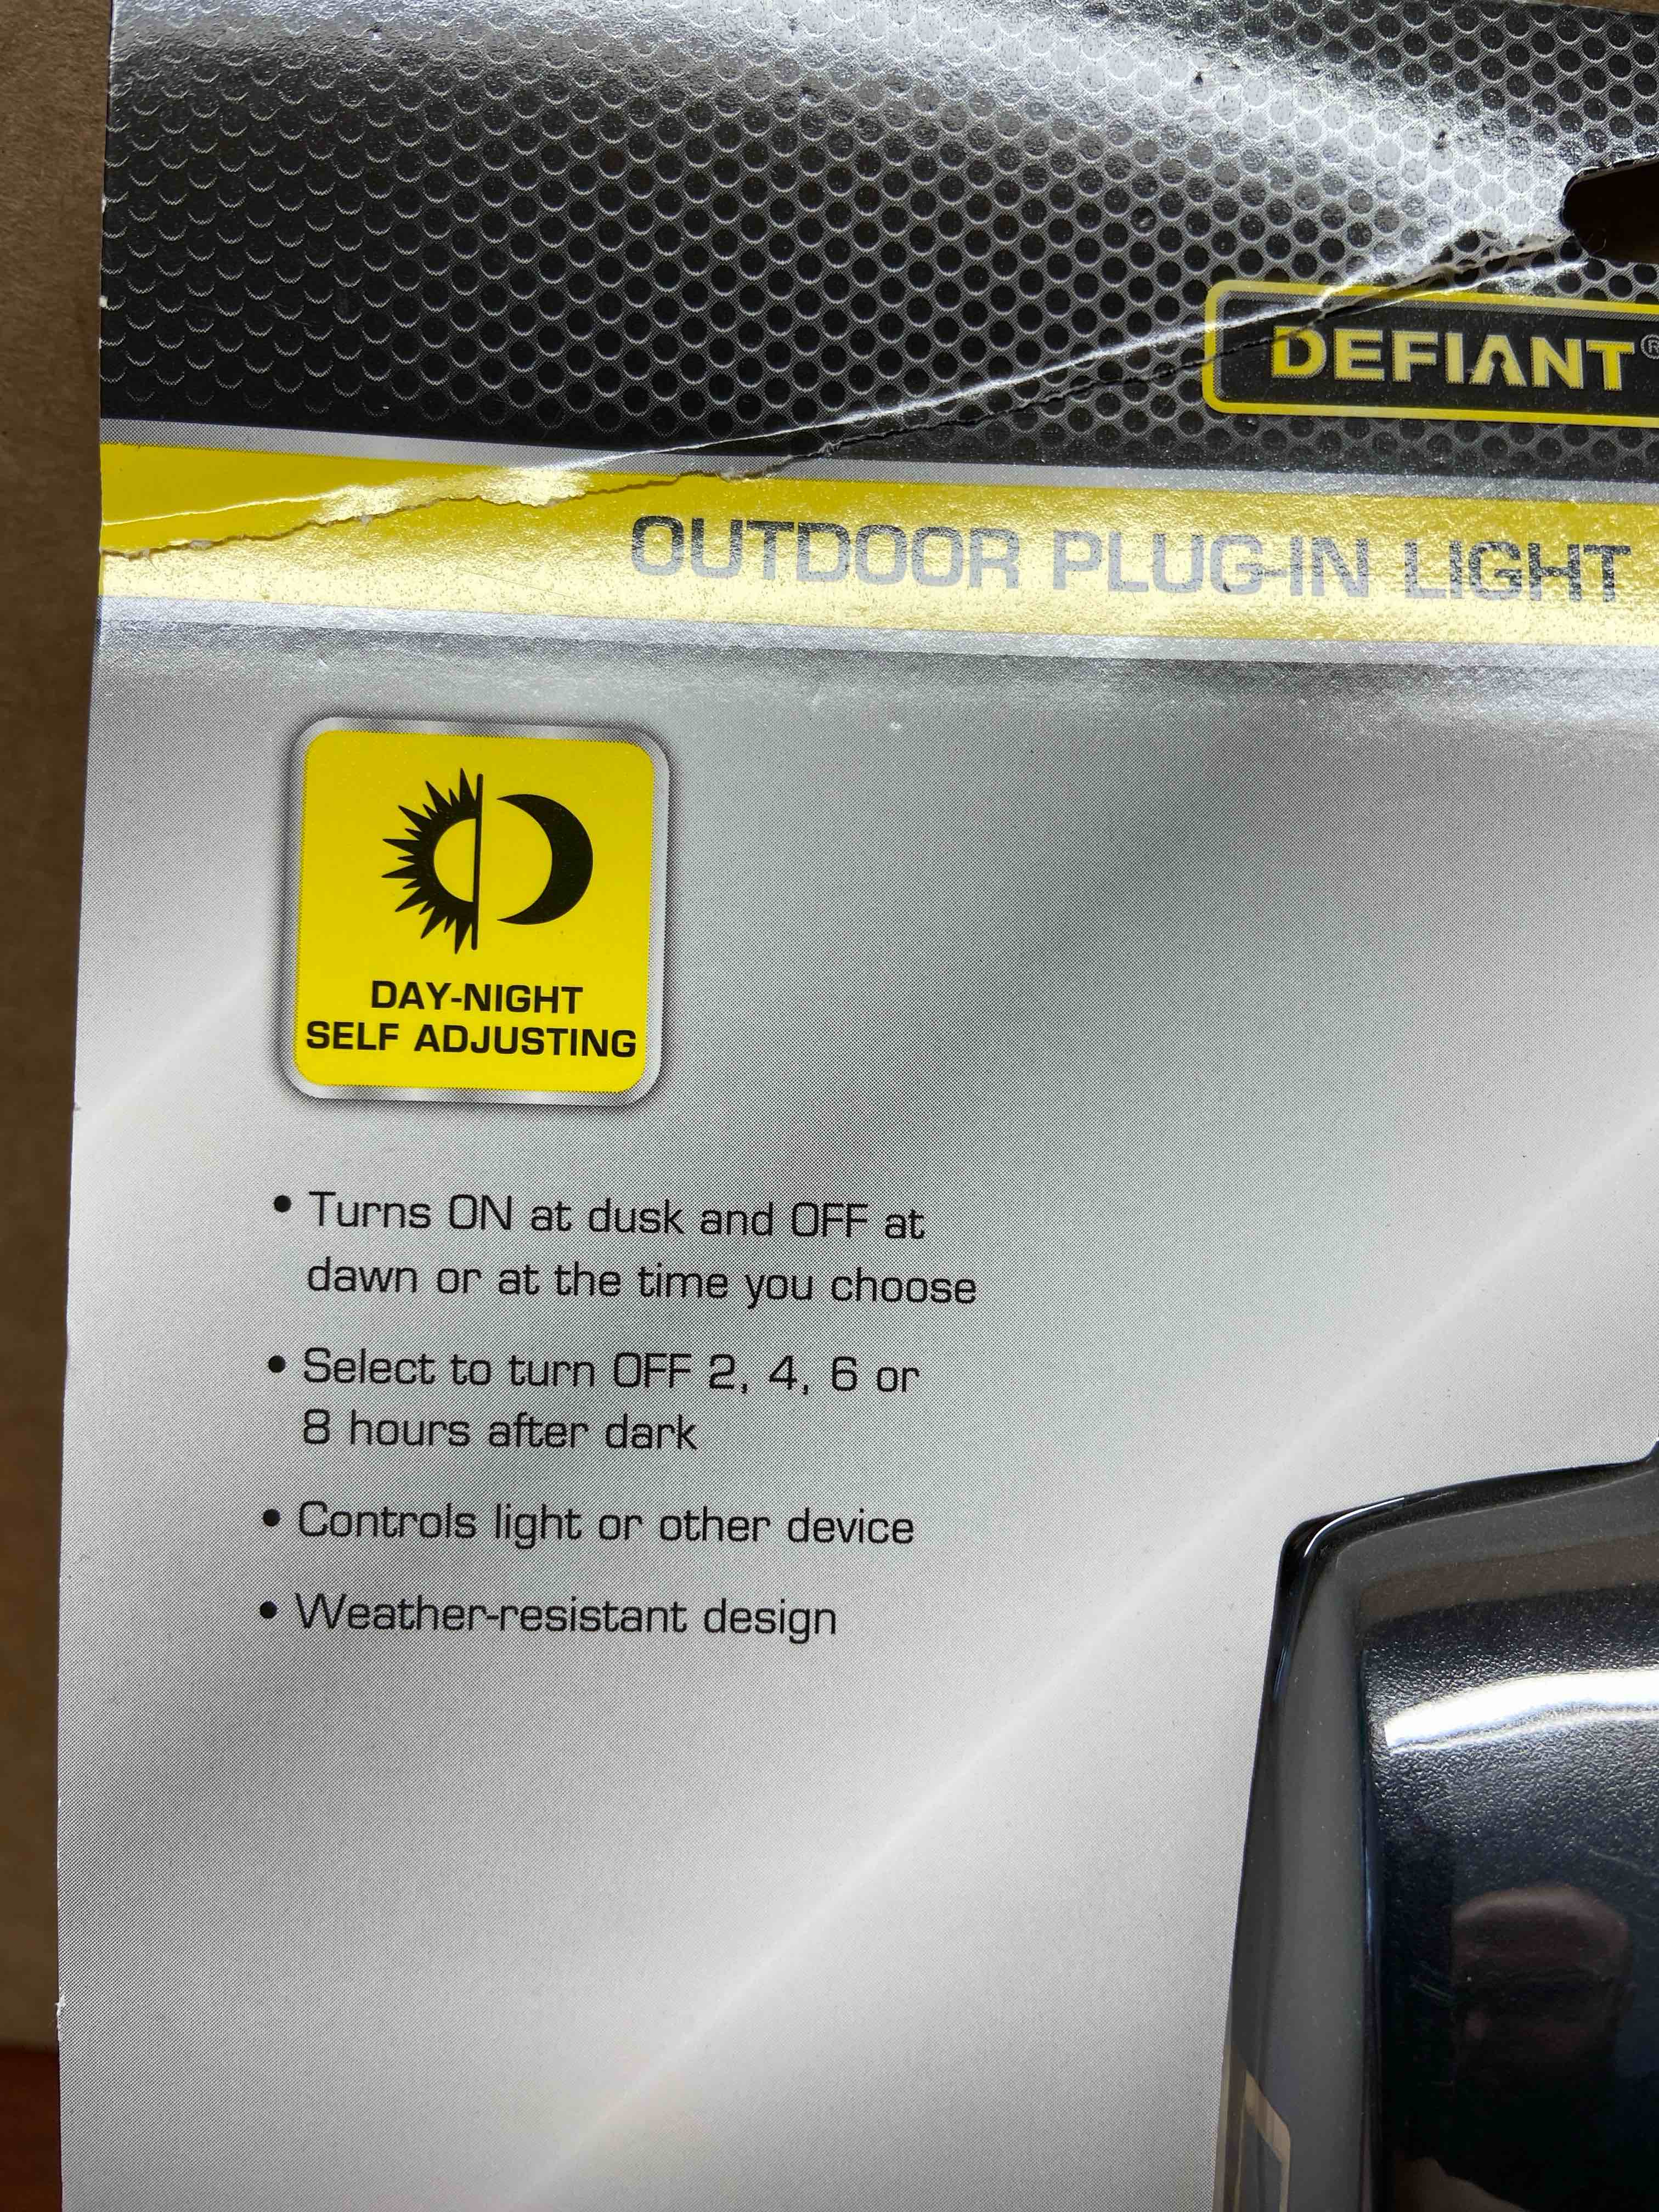 DEFIANT®
OUTDOOR PLUG-IN LIGHT
DAY-NIGHT
SELF ADJUSTING
• Turns ON at dusk and OFF at
dawn or at the time you choose
• Select to turn OFF 2, 4, 6 or
8 hours after dark
• Controls light or other device
• Weather-resistant design